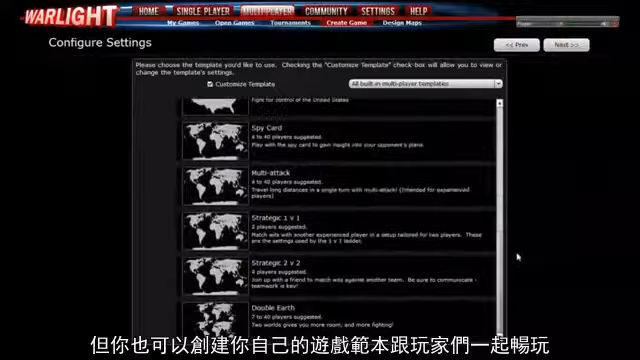 WARLIGHT
HOME
SINGLE PLAYER
MULTI-PLAYER
COMMUNITY
SETTINGS
HELP
My Games
Open Games
Tournaments
Create Game
Design Maps
Configure Settings
<< Prev
Next >>
Please choose the template you'd like to use. Checking the "Customize Template" check-box will allow you to view or
change the template's settings.
Customize Template
All built-in multi-player templates
Fight for control of the United States
Spy Card
4 to 40 players suggested.
Play with the spy card to gain insight into your opponent's plans.
Multi-attack
4 to 40 players suggested.
Travel long distances in a single turn with multi-attack! (Intended for experienced
players)
Strategic 1 v 1
2 players suggested.
Match wits with another experienced player in a setup tailored for two players. These
are the settings used by the 1 v 1 ladder.
Strategic 2 v 2
4 players suggested.
Join up with a friend to match wits against another team. Be sure to communicate -
teamwork is key!
Double Earth
7 to 40 players suggested.
Two worlds gives you more room, and more fighting!
但你也可以創建你自己的遊戲範本跟玩家們一起暢玩